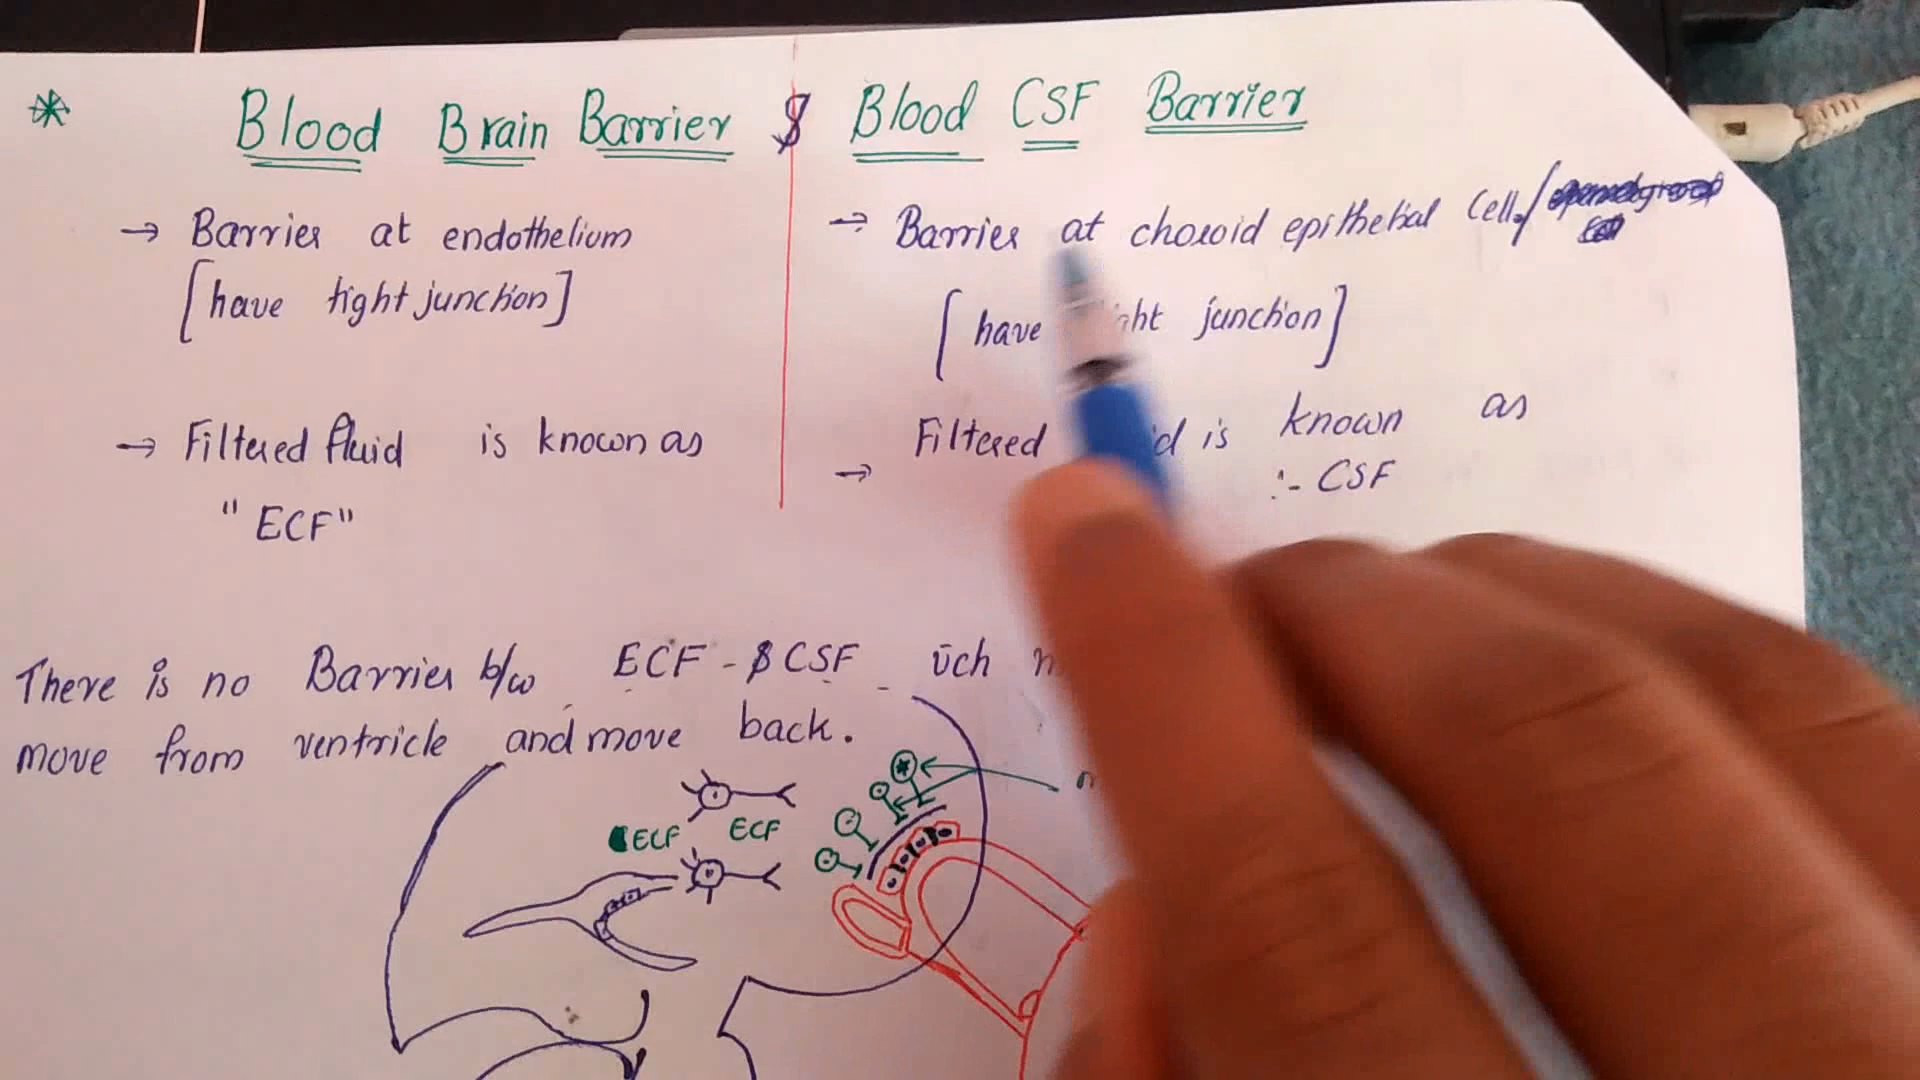 * Blood Brain Barrier & Blood CSF Barrier
→ Barrier at endothelium
[have tight junction]
→ Filtered fluid is known as
"ECF"
→ Barrier at choroid epithelial Cell/
[have junction]
→ Filtered is known as
:- CSF
There is no Barrier b/w ECF - & CSF
move from ventricle and move back.
ECF ECF